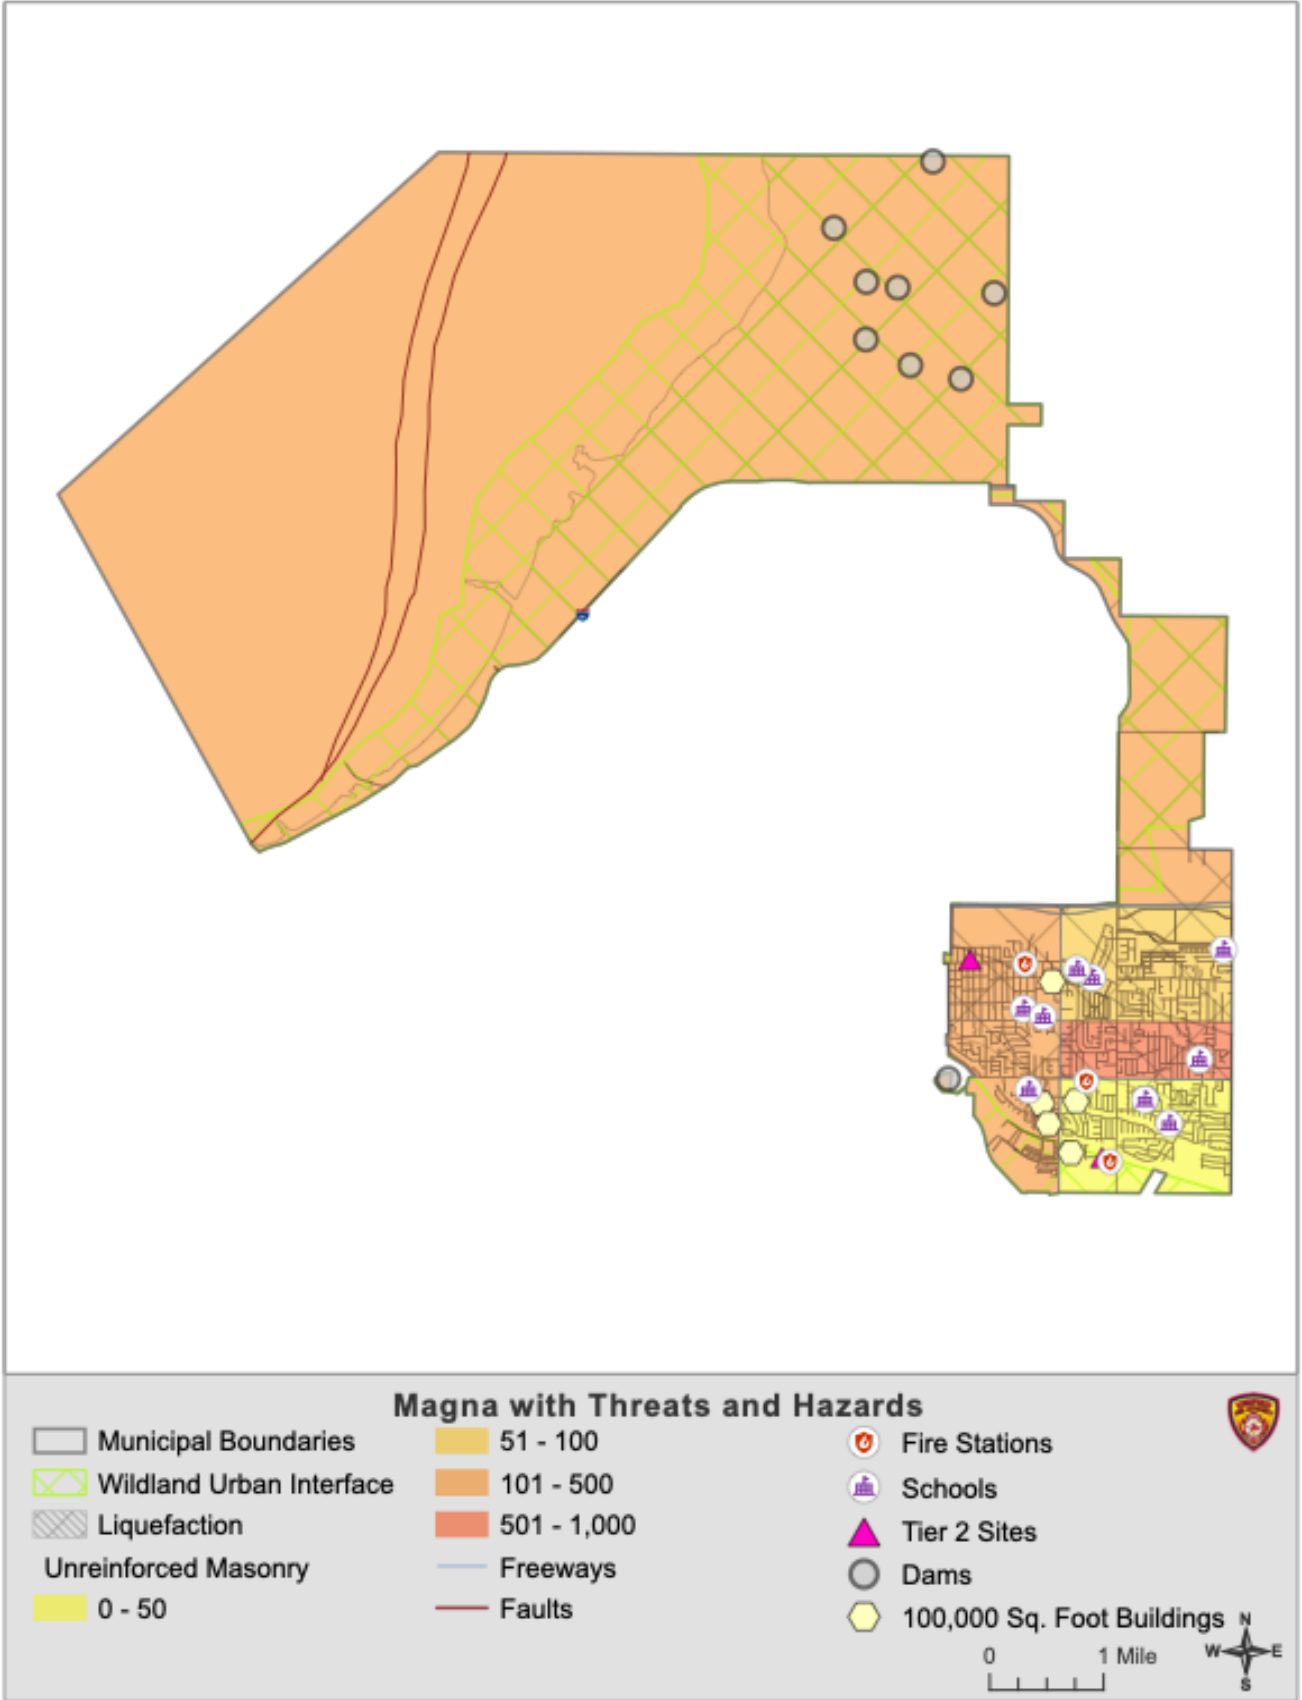 Magna with Threats and Hazards
Municipal Boundaries
Wildland Urban Interface
Liquefaction
Unreinforced Masonry
0 - 50
51 - 100
101 - 500
501 - 1,000
Freeways
Faults
Fire Stations
Schools
Tier 2 Sites
Dams
100,000 Sq. Foot Buildings
0 1 Mile
N
W E
S